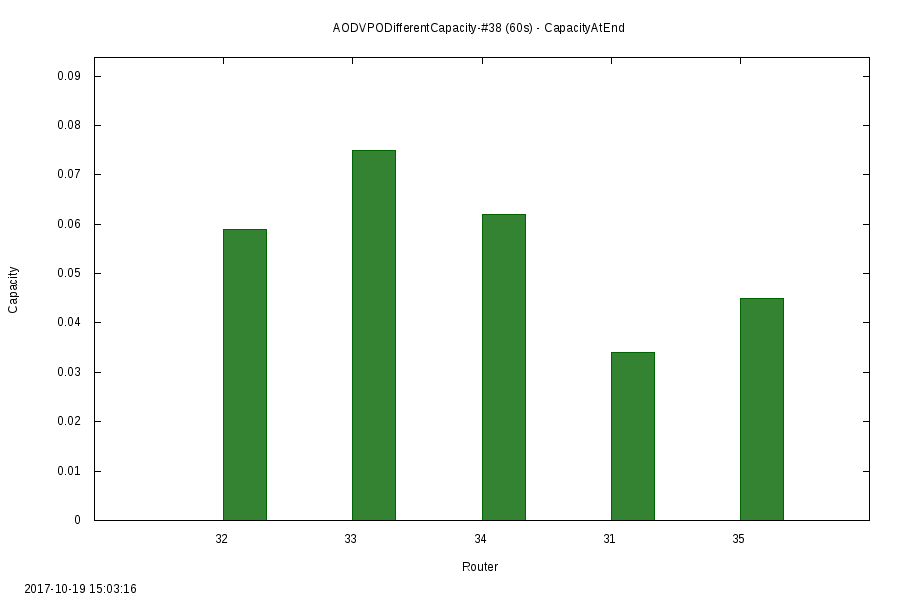 AODVPODifferentCapacity-#38 (60s) - CapacityAtEnd
0.09
0.08
0.07
0.06
0.05
0.04
0.03
0.02
0.01
0
Capacity
32 33 34 31 35
Router
2017-10-19 15:03:16